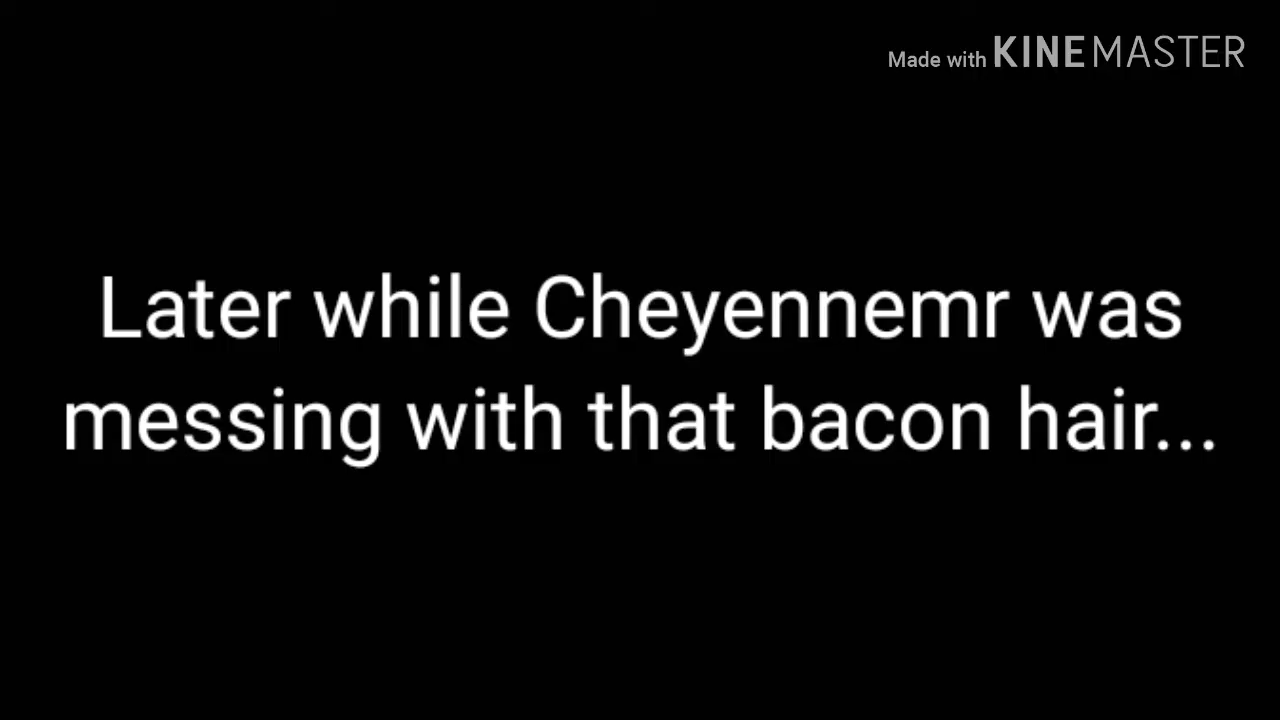 Made with KINEMASTER
Later while Cheyennemr was
messing with that bacon hair...